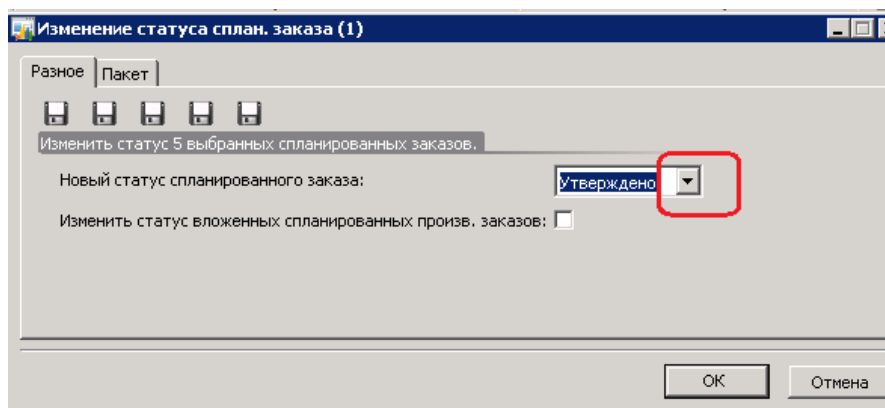 Изменение статуса сплан. заказа (1)
Разное Пакет
Изменить статус 5 выбранных спланированных заказов.
Новый статус спланированного заказа: Утверждено
Изменить статус вложенных спланированных произв. заказов:
ОК Отмена